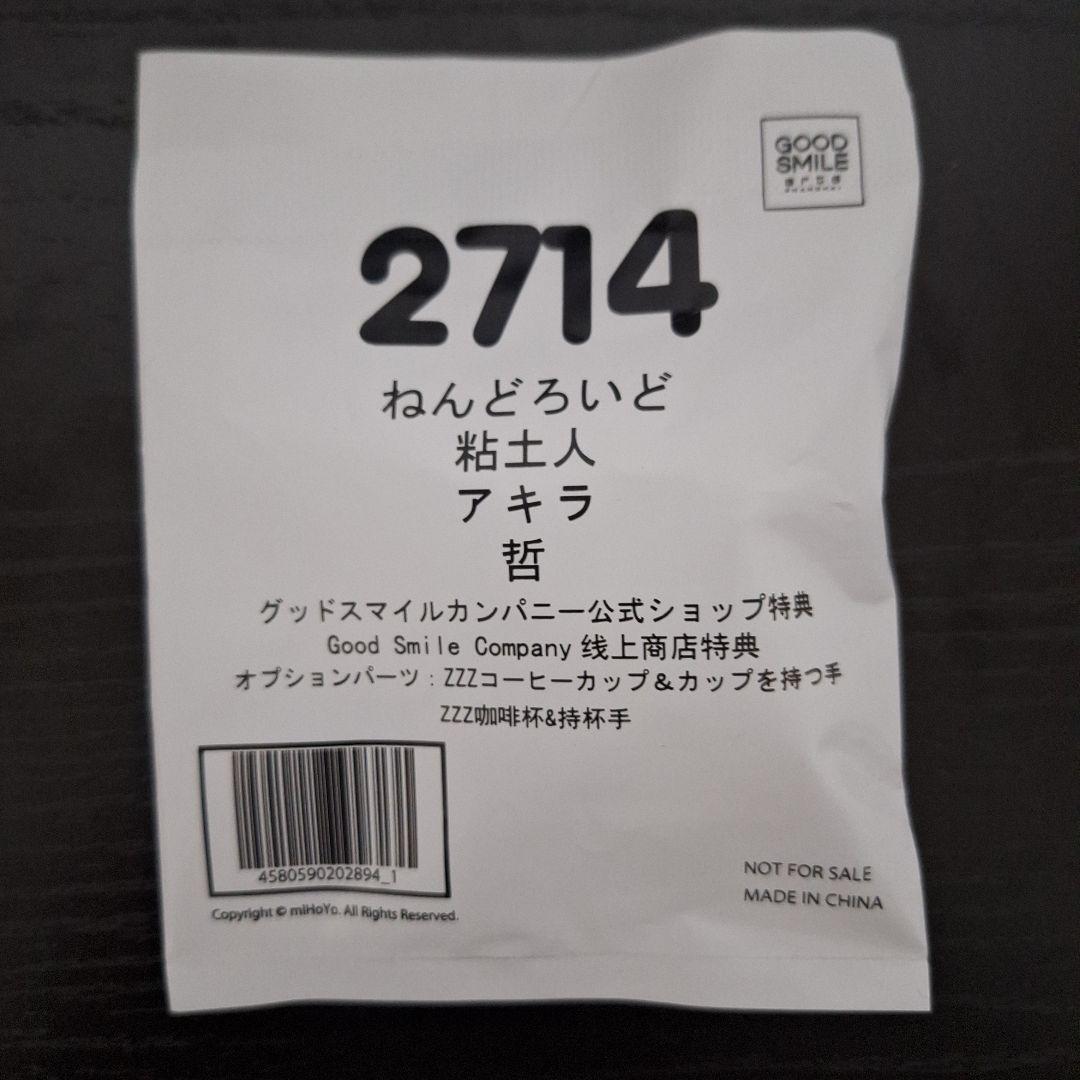 GOOD
SMILE
SHANGHAI
2714
ねんどろいど
粘土人
アキラ
哲
グッドスマイルカンパニー公式ショップ特典
Good Smile Company 线上商店特典
オプションパーツ：ZZZコーヒーカップ＆カップを持つ手
ZZZ咖啡杯&持杯手
4580590202894_1
Copyright © miHoYo. All Rights Reserved.
NOT FOR SALE
MADE IN CHINA